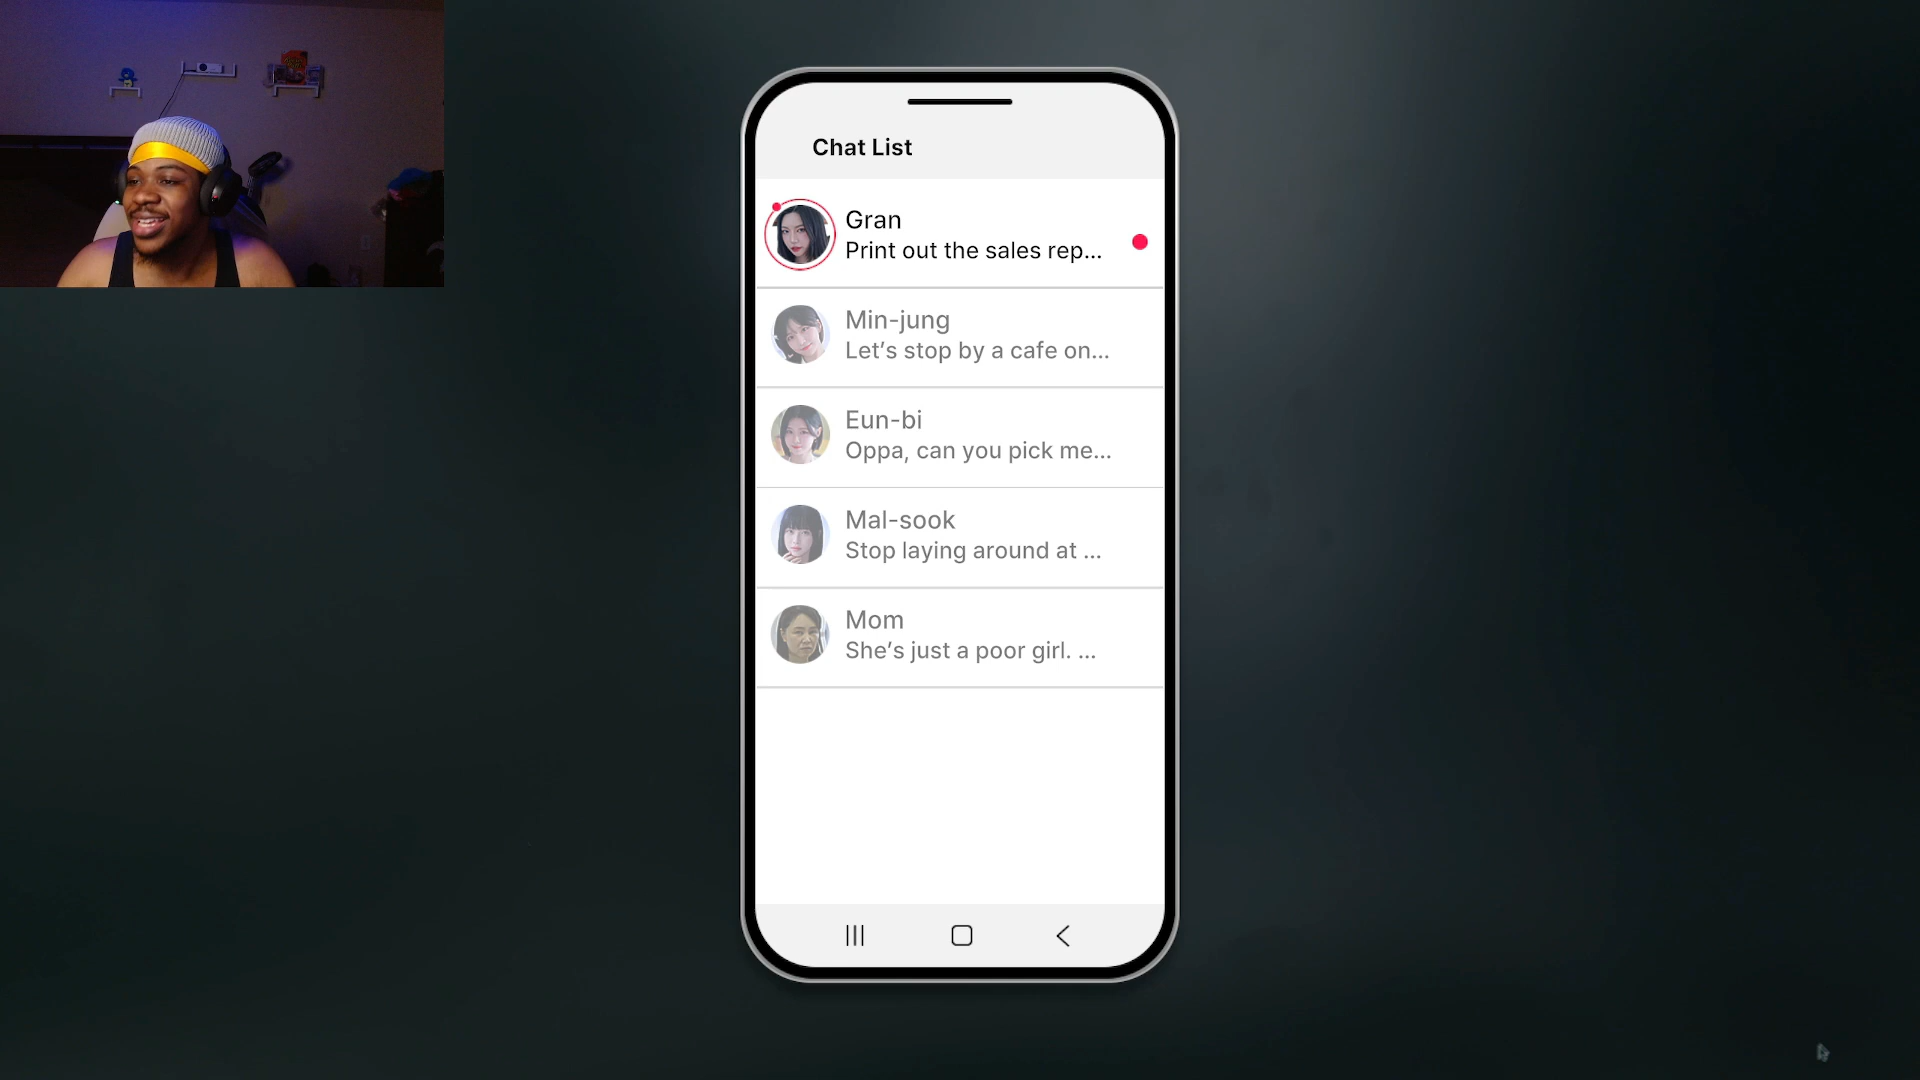 Chat List
Gran
Print out the sales rep...
Min-jung
Let's stop by a cafe on...
Eun-bi
Oppa, can you pick me...
Mal-sook
Stop laying around at ...
Mom
She's just a poor girl. ...